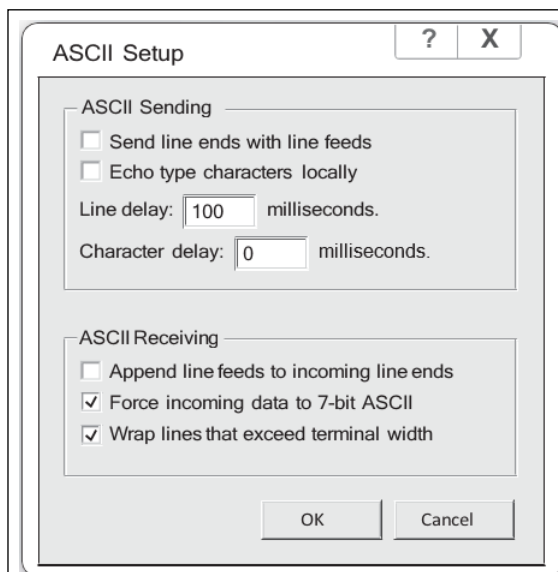 ASCII Setup
? X
ASCII Sending
Send line ends with line feeds
Echo type characters locally
Line delay: 100 milliseconds.
Character delay: 0 milliseconds.
ASCII Receiving
Append line feeds to incoming line ends
Force incoming data to 7-bit ASCII
Wrap lines that exceed terminal width
OK Cancel